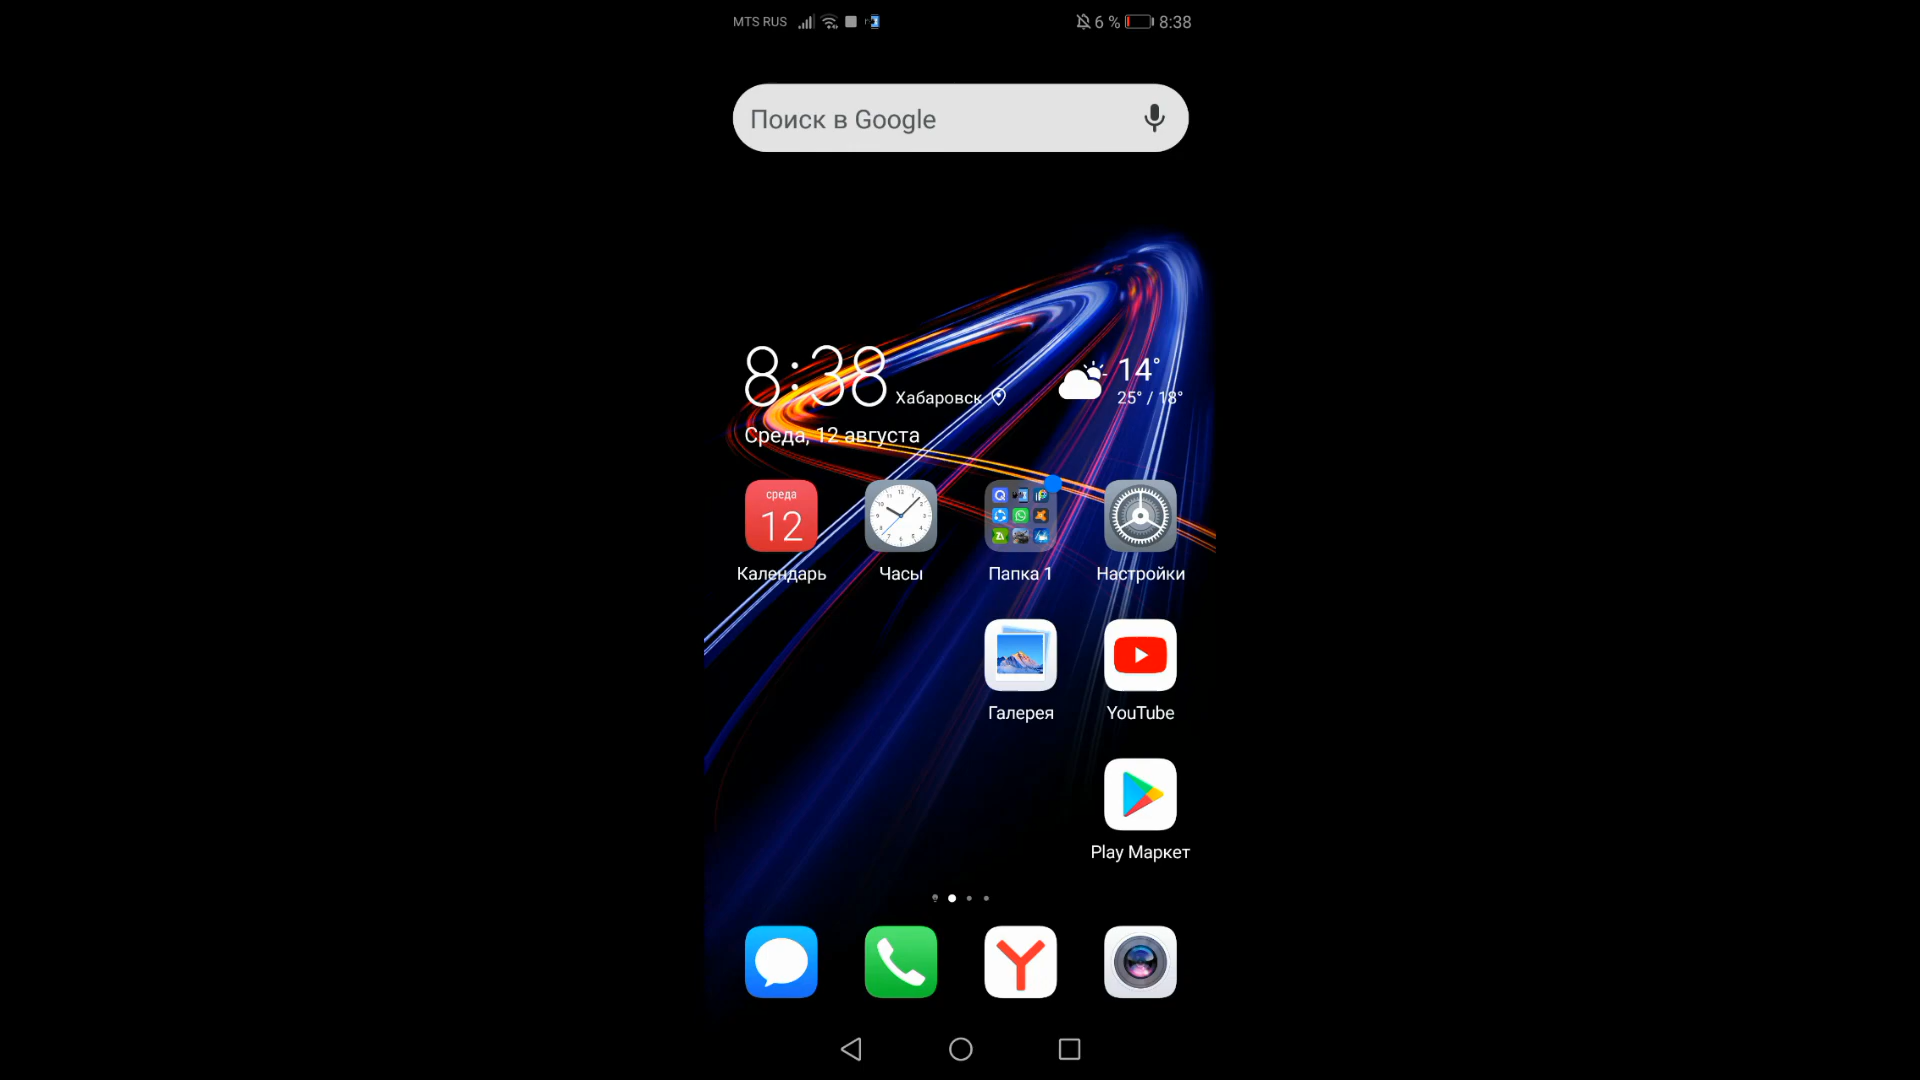 MTS RUS 6 % 8:38
Поиск в Google
8:38 Хабаровск 14°
25° / 18°
Среда, 12 августа
среда
12
Календарь Часы Папка 1 Настройки
Галерея YouTube
Play Маркет